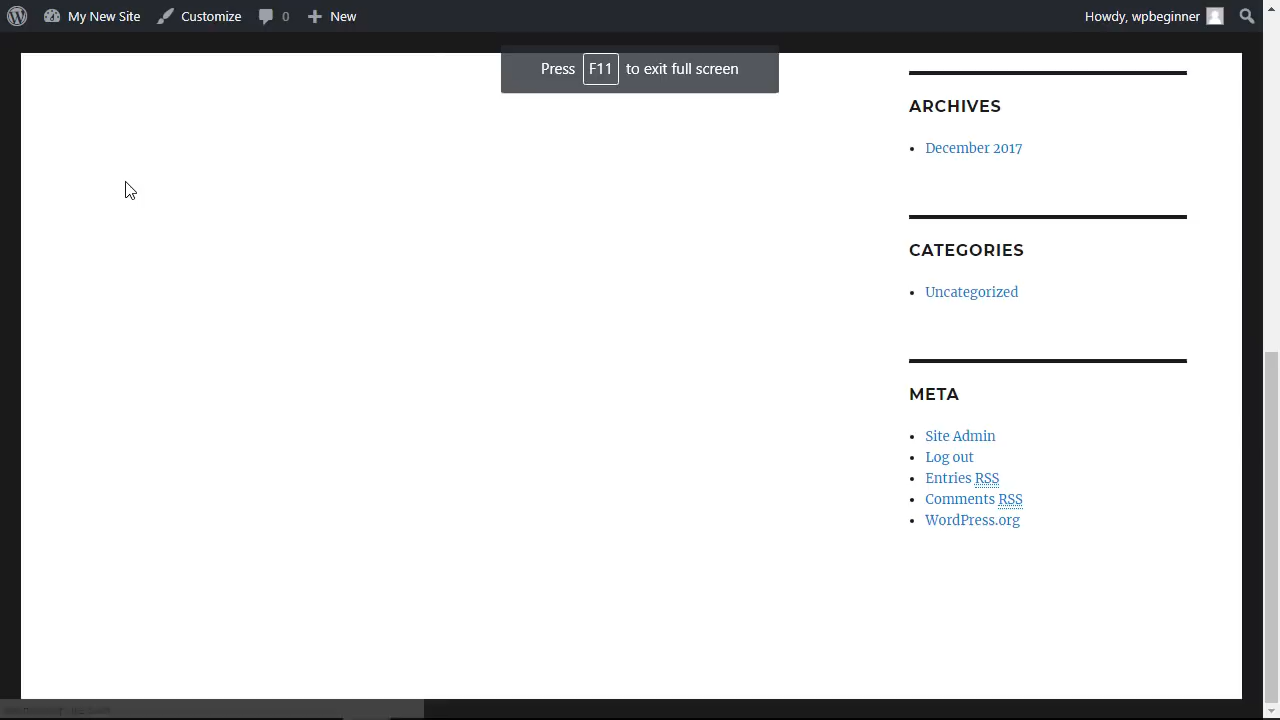 My New Site Customize 0 New Howdy, wpbeginner
Press F11 to exit full screen
ARCHIVES
December 2017
CATEGORIES
Uncategorized
META
Site Admin
Log out
Entries RSS
Comments RSS
WordPress.org